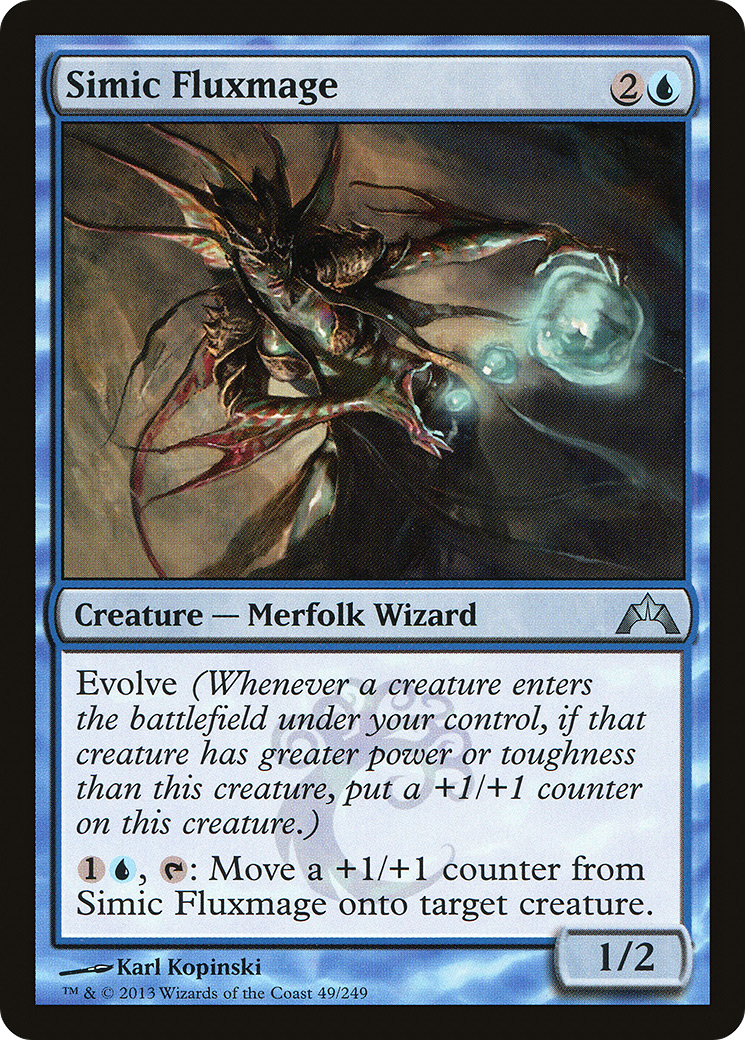 Simic Fluxmage 2
Creature — Merfolk Wizard
Evolve (Whenever a creature enters
the battlefield under your control, if that
creature has greater power or toughness
than this creature, put a +1/+1 counter
on this creature.)
1, : Move a +1/+1 counter from
Simic Fluxmage onto target creature.
1/2
Karl Kopinski
™ & © 2013 Wizards of the Coast 49/249